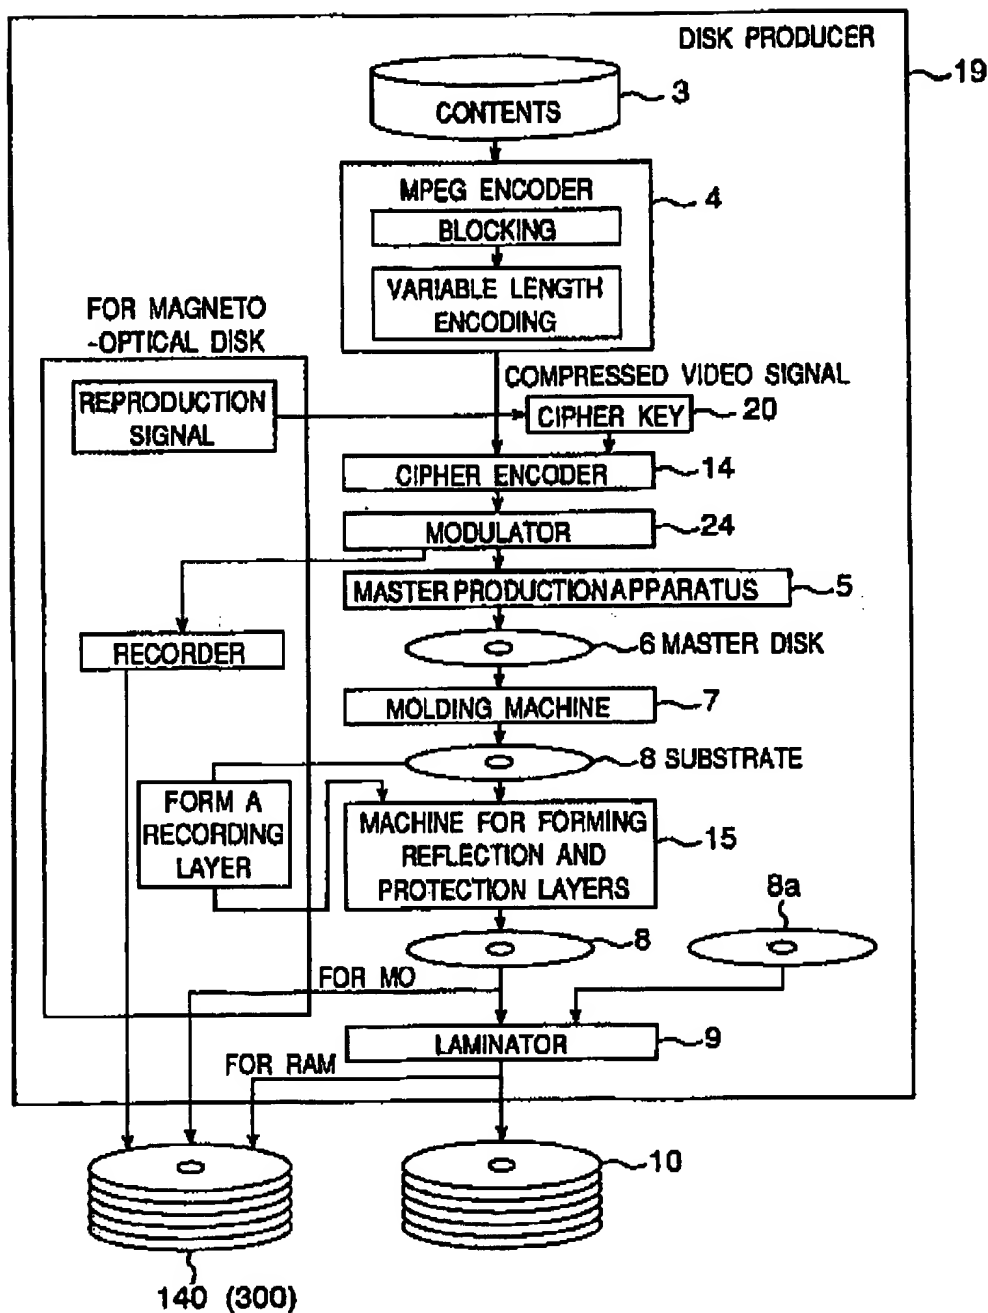 DISK PRODUCER
19
CONTENTS
3
MPEG ENCODER
4
BLOCKING
VARIABLE LENGTH
ENCODING
FOR MAGNETO
-OPTICAL DISK
COMPRESSED VIDEO SIGNAL
REPRODUCTION
SIGNAL
CIPHER KEY
20
CIPHER ENCODER
14
MODULATOR
24
MASTER PRODUCTION APPARATUS
5
RECORDER
6 MASTER DISK
MOLDING MACHINE
7
8 SUBSTRATE
FORM A
RECORDING
LAYER
MACHINE FOR FORMING
REFLECTION AND
PROTECTION LAYERS
15
8a
8
FOR MO
LAMINATOR
9
FOR RAM
10
140 (300)